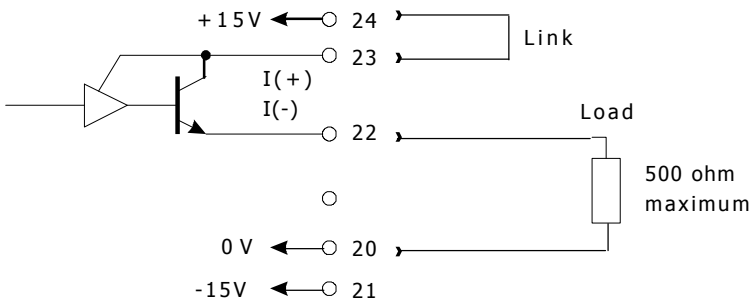 +15V 24
23 Link
I(+)
I(-)
22 Load
500 ohm
maximum
0 V 20
-15V 21